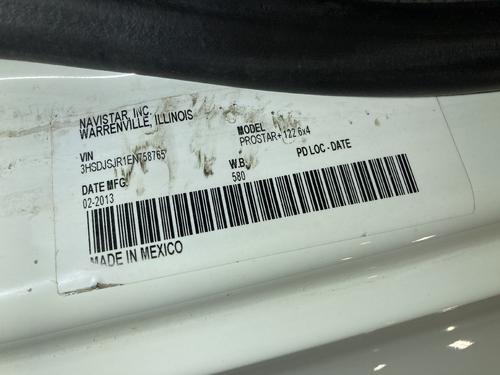 NAVISTAR, INC.
WARRENVILLE, ILLINOIS
VIN
3HSDJSJR1EN758765
MODEL
PROSTAR+ 122 6x4
DATE MFG.
02-2013
W.B.
580
PD LOC - DATE
MADE IN MEXICO